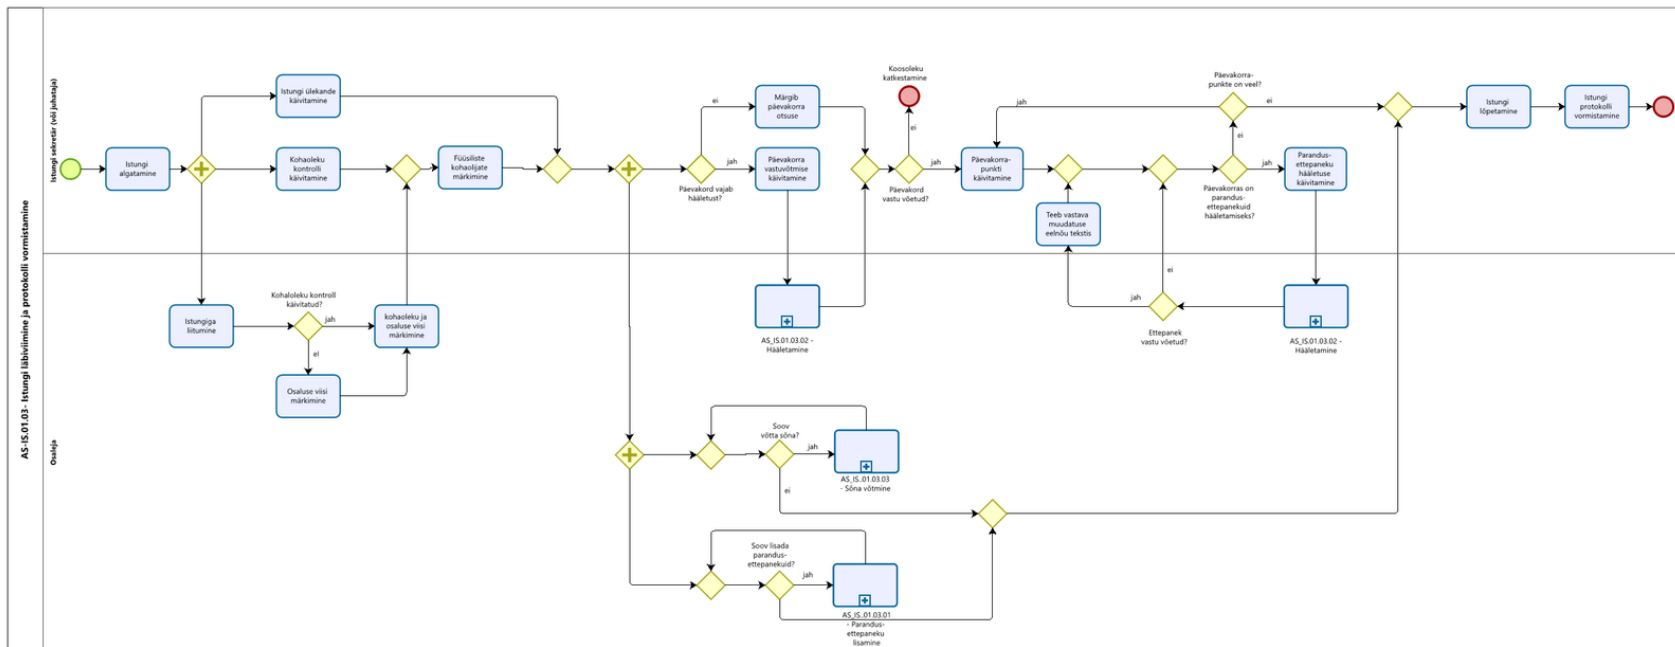 AS-IS.01.03- Istungi läbiviimine ja protokolli vormistamine
Istungi sekretär (või juhataja)
Istungi
algatamine
Istungi ülekande
käivitamine
Kohaoleku
kontrolli
käivitamine
Füüsiliste
kohaolijate
märkimine
Päevakord vajab
hääletust?
ei
jah
Märgib
päevakorra
otsuse
Päevakorra
vastuvõtmise
käivitamine
Koosoleku
katkestamine
ei
Päevakord
vastu võetud?
jah
Päevakorra-
punkti
käivitamine
jah
Teeb vastava
muudatuse
eelnõu tekstis
Päevakorra-
punkte on veel?
ei
ei
Päevakorras on
parandus-
ettepanekuid
hääletamiseks?
jah
Parandus-
ettepaneku
hääletuse
käivitamine
Istungi
lõpetamine
Istungi
protokolli
vormistamine
Osaleja
Istungiga
liitumine
Kohaloleku kontroll
käivitatud?
jah
ei
kohaoleku ja
osaluse viisi
märkimine
Osaluse viisi
märkimine
AS_IS.01.03.02 -
Hääletamine
jah
ei
Ettepanek
vastu võetud?
AS_IS.01.03.02 -
Hääletamine
Soov
võtta sõna?
jah
ei
AS_IS..01.03.03
- Sõna võtmine
Soov lisada
parandus-
ettepanekuid?
jah
AS_IS..01.03.01
- Parandus-
ettepaneku
lisamine